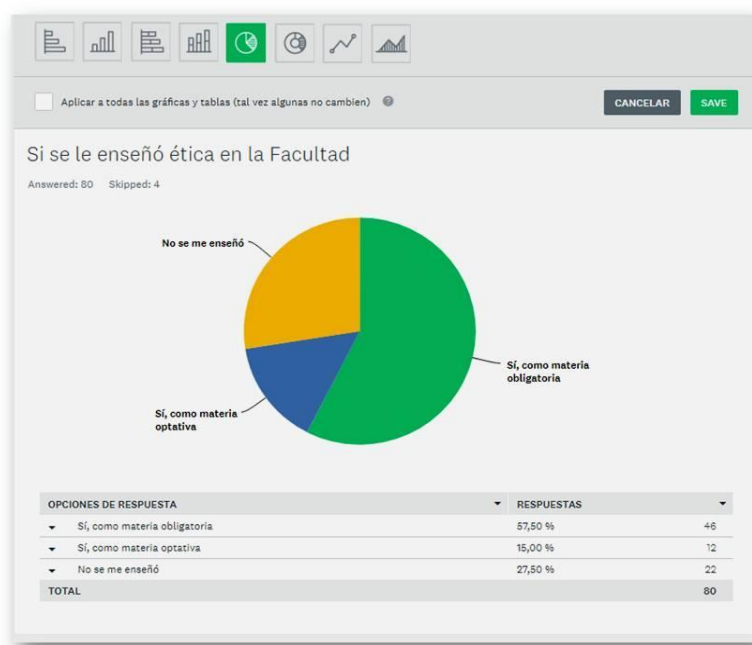 Aplicar a todas las gráficas y tablas (tal vez algunas no cambien)
CANCELAR
SAVE
Si se le enseñó ética en la Facultad
Answered: 80 Skipped: 4
No se me enseñó
Sí, como materia
obligatoria
Sí, como materia
optativa
OPCIONES DE RESPUESTA RESPUESTAS
Sí, como materia obligatoria 57,50 % 46
Sí, como materia optativa 15,00 % 12
No se me enseñó 27,50 % 22
TOTAL 80